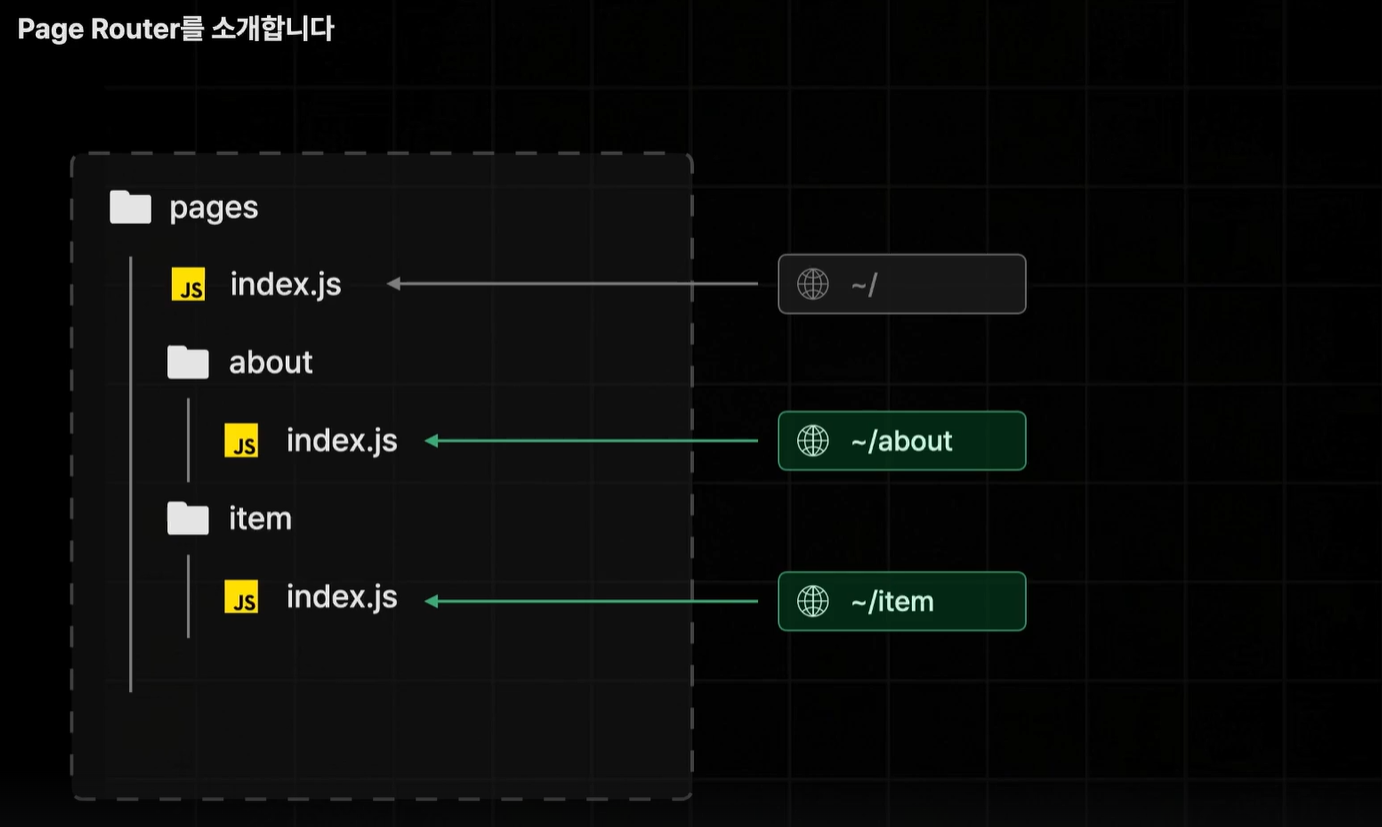 Page Router를 소개합니다
pages
JS index.js
~/
about
JS index.js
~/about
item
JS index.js
~/item